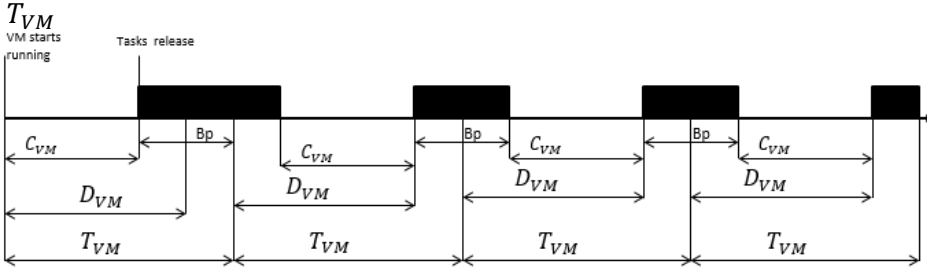 T_VM
VM starts
running
Tasks release
Bp
Bp
Bp
C_VM
C_VM
C_VM
C_VM
D_VM
D_VM
D_VM
D_VM
T_VM
T_VM
T_VM
T_VM